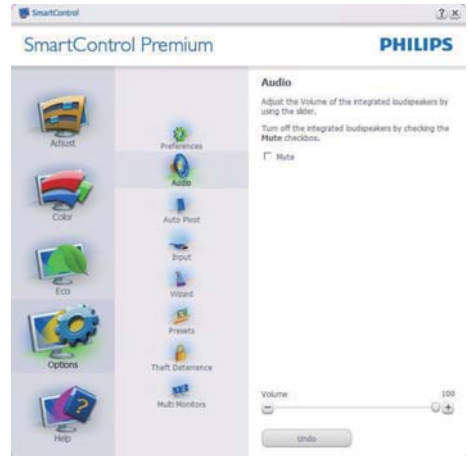 SmartControl
SmartControl Premium
PHILIPS
Adjust
Color
Eco
Options
Help
Preferences
Audio
Auto Pivot
Input
Wizard
Presets
Theft Deterrence
Multi Monitors
Audio
Adjust the Volume of the integrated loudspeakers by
using the slider.
Turn off the integrated loudspeakers by checking the
Mute checkbox.
Mute
Volume 100
Undo